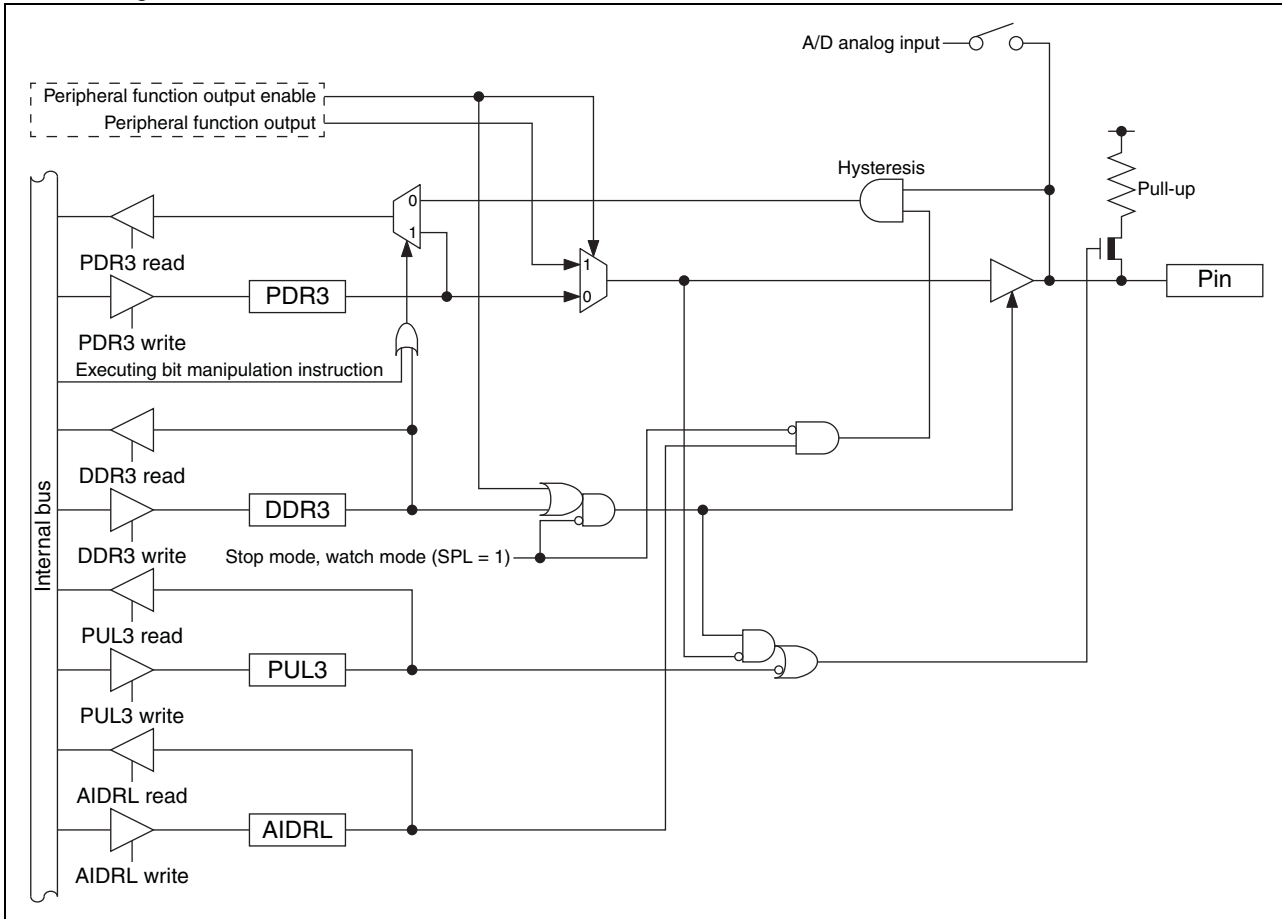 A/D analog input
Peripheral function output enable
Peripheral function output
Hysteresis
Pull-up
0
1
PDR3 read
1
0
PDR3
Pin
PDR3 write
Executing bit manipulation instruction
DDR3 read
DDR3
DDR3 write
Stop mode, watch mode (SPL = 1)
Internal bus
PUL3 read
PUL3
PUL3 write
AIDRL read
AIDRL
AIDRL write